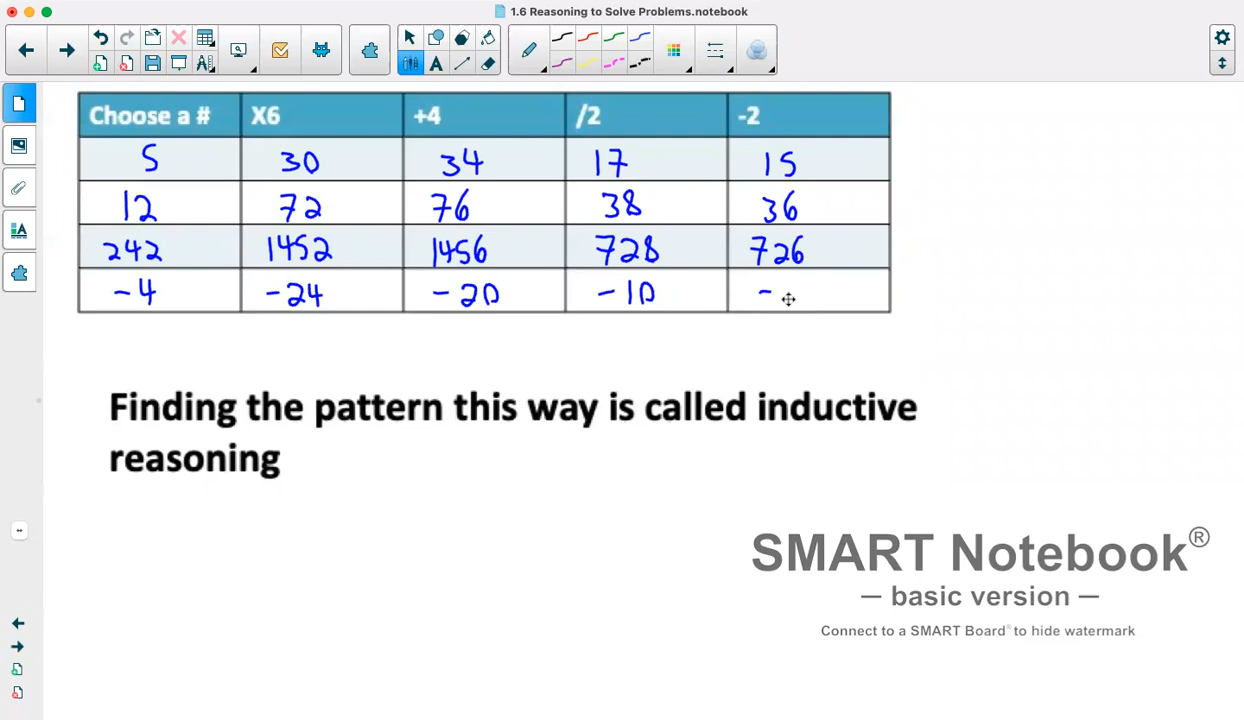 1.6 Reasoning to Solve Problems.notebook
A
Choose a # X6 +4 /2 -2
5 30 34 17 15
12 72 76 38 36
242 1452 1456 728 726
-4 -24 -20 -10 -
Finding the pattern this way is called inductive
reasoning
SMART Notebook®
— basic version —
Connect to a SMART Board® to hide watermark